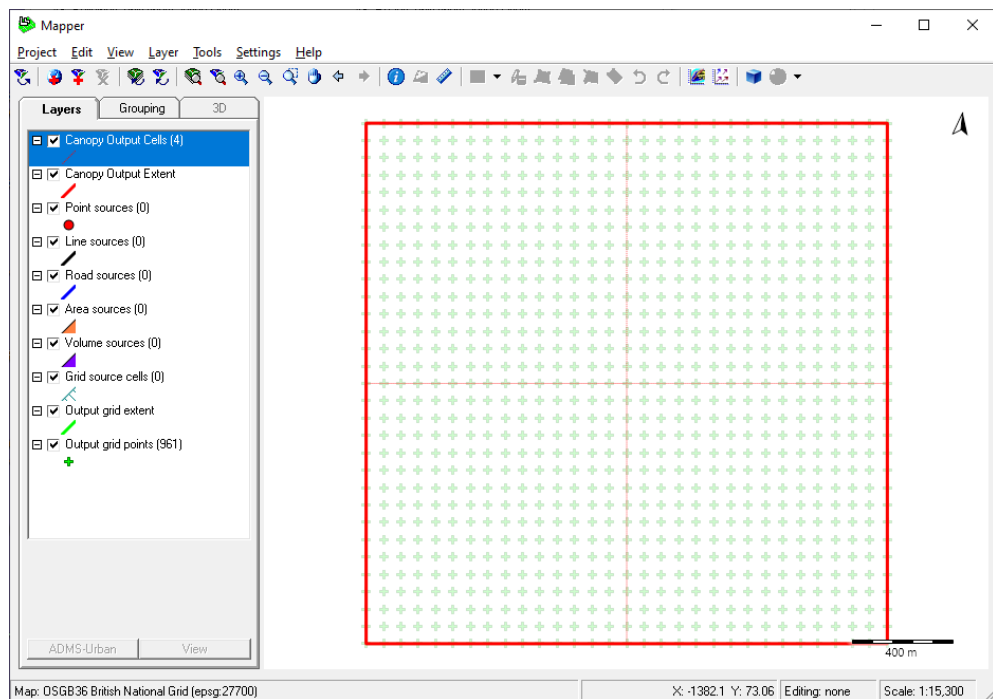 Mapper
Project Edit View Layer Tools Settings Help
Layers Grouping 3D
Canopy Output Cells (4)
Canopy Output Extent
Point sources (0)
Line sources (0)
Road sources (0)
Area sources (0)
Volume sources (0)
Grid source cells (0)
Output grid extent
Output grid points (961)
400 m
ADMS-Urban View
Map: OSGB36 British National Grid (epsg:27700) X: -1382.1 Y: 73.06 Editing: none Scale: 1:15,300